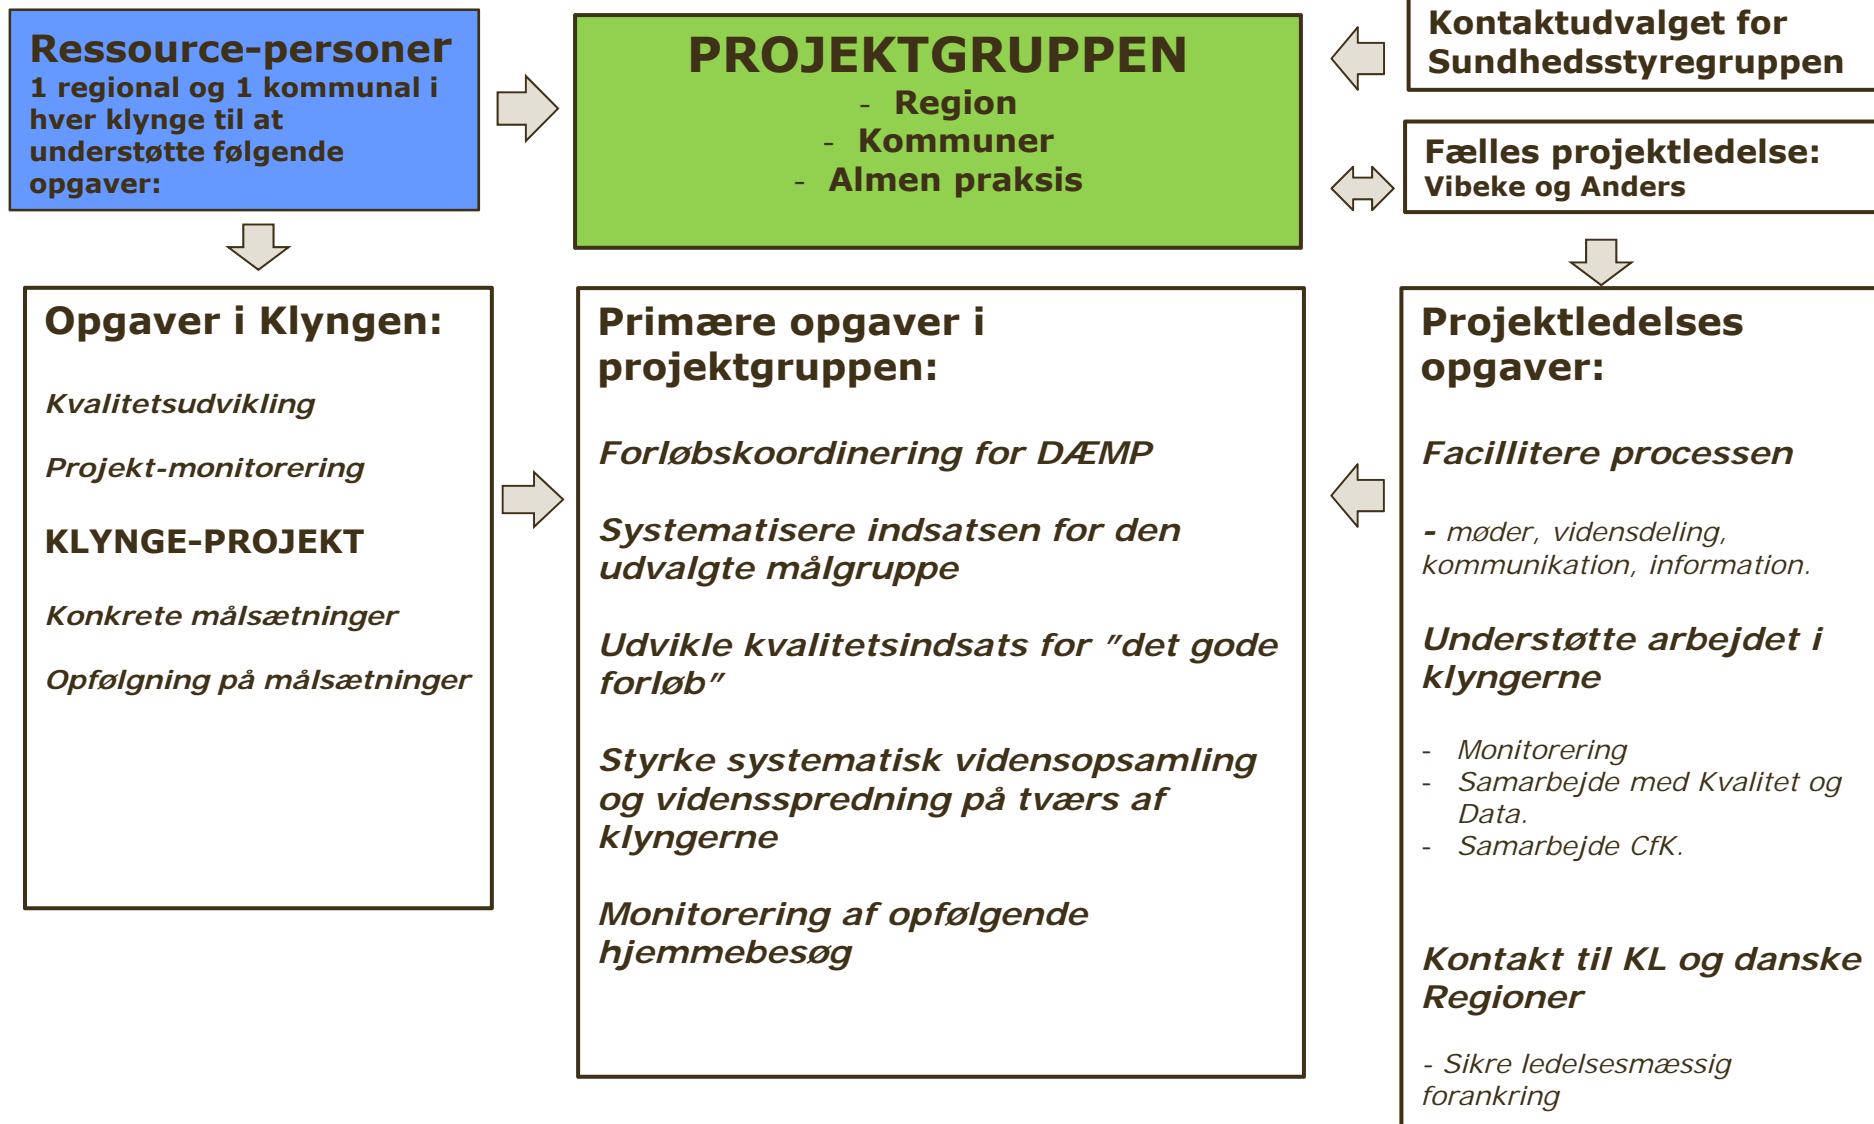 Ressource-personer
1 regional og 1 kommunal i
hver klynge til at
understøtte følgende
opgaver:
PROJEKTGRUPPEN
- Region
- Kommuner
- Almen praksis
Kontaktudvalget for
Sundhedsstyregruppen
Fælles projektledelse:
Vibeke og Anders
Opgaver i Klyngen:
Kvalitetsudvikling
Projekt-monitorering
KLYNGE-PROJEKT
Konkrete målsætninger
Opfølgning på målsætninger
Primære opgaver i
projektgruppen:
Forløbskoordinering for DÆMP
Systematisere indsatsen for den
udvalgte målgruppe
Udvikle kvalitetsindsats for ”det gode
forløb”
Styrke systematisk vidensopsamling
og vidensspredning på tværs af
klyngerne
Monitorering af opfølgende
hjemmebesøg
Projektledelses
opgaver:
Facillitere processen
- møder, vidensdeling,
kommunikation, information.
Understøtte arbejdet i
klyngerne
- Monitorering
- Samarbejde med Kvalitet og
Data.
- Samarbejde CfK.
Kontakt til KL og danske
Regioner
- Sikre ledelsesmæssig
forankring